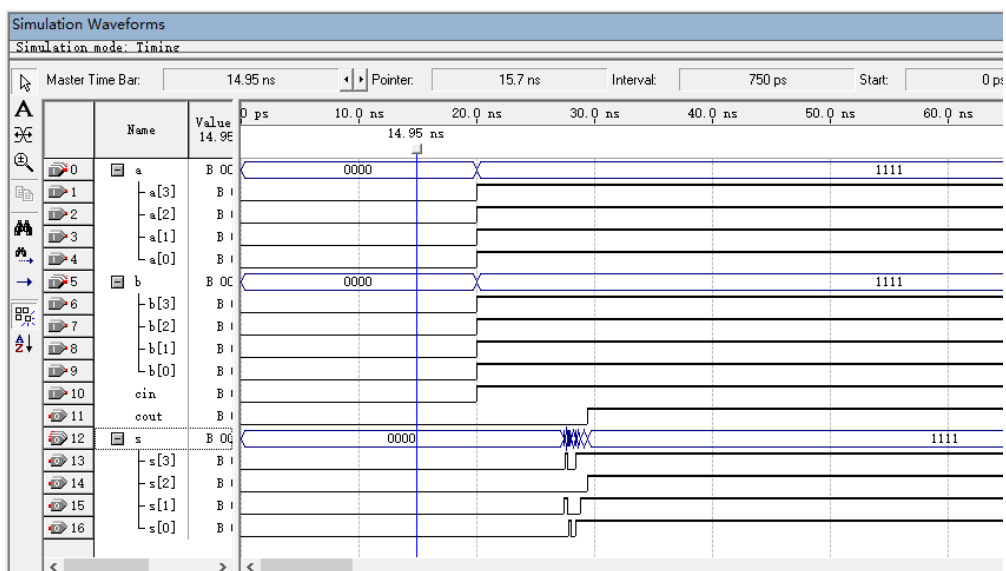 Simulation Waveforms
Simulation mode: Timing
Master Time Bar: 14.95 ns Pointer: 15.7 ns Interval: 750 ps Start: 0 ps
Name Value 14.95
0 ps 10.0 ns 20.0 ns 30.0 ns 40.0 ns 50.0 ns 60.0 ns
14.95 ns
0 a B 00 0000 1111
1 a[3] B
2 a[2] B
3 a[1] B
4 a[0] B
5 b B 00 0000 1111
6 b[3] B
7 b[2] B
8 b[1] B
9 b[0] B
10 cin B
11 cout B
12 s B 00 0000 1111
13 s[3] B
14 s[2] B
15 s[1] B
16 s[0] B